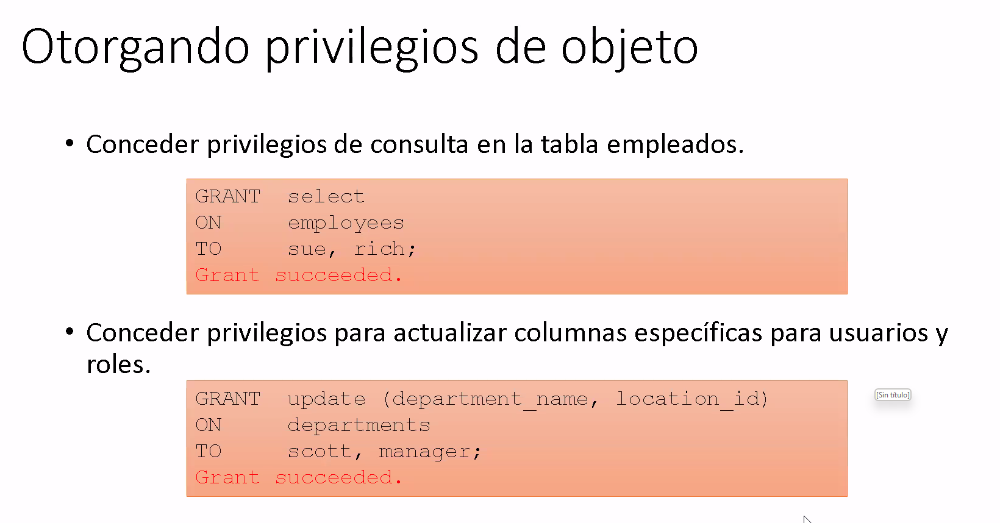 Otorgando privilegios de objeto
• Conceder privilegios de consulta en la tabla empleados.
GRANT select
ON employees
TO sue, rich;
Grant succeeded.
• Conceder privilegios para actualizar columnas específicas para usuarios y
roles.
GRANT update (department_name, location_id)
ON departments
TO scott, manager;
Grant succeeded.
[Sin título]